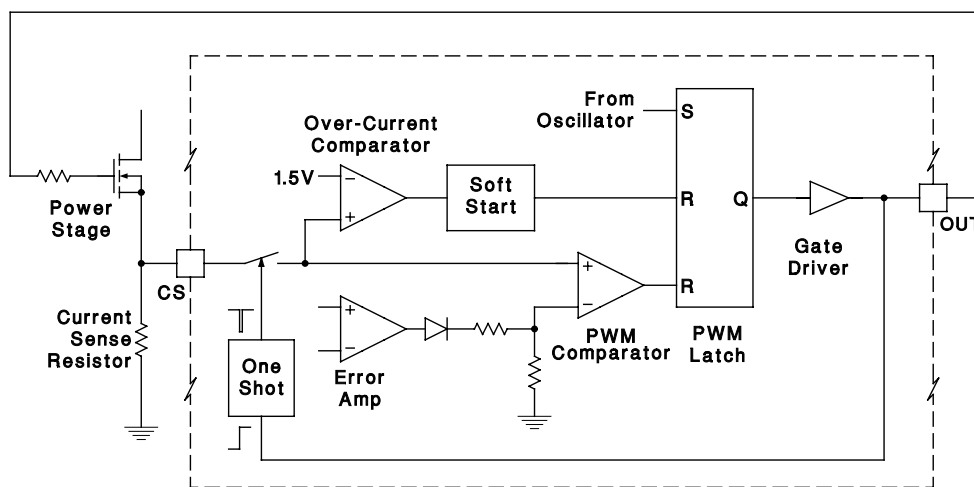 From
Oscillator
S
Over-Current
Comparator
1.5V
−
+
Soft
Start
R
Q
Power
Stage
OUT
Gate
Driver
CS
+
−
R
Current
Sense
Resistor
+
−
PWM
Comparator
PWM
Latch
One
Shot
Error
Amp